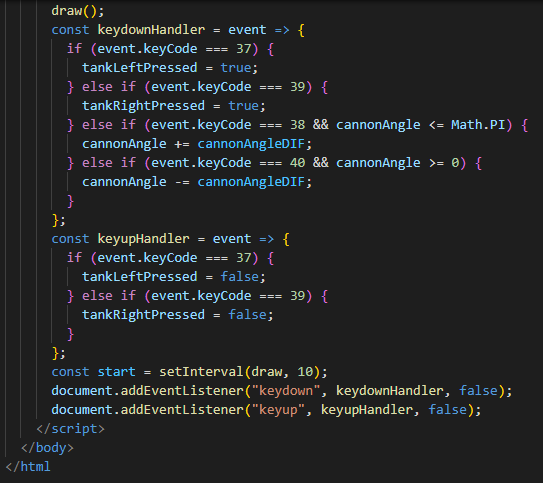 draw();
const keydownHandler = event => {
if (event.keyCode === 37) {
tankLeftPressed = true;
} else if (event.keyCode === 39) {
tankRightPressed = true;
} else if (event.keyCode === 38 && cannonAngle <= Math.PI) {
cannonAngle += cannonAngleDIF;
} else if (event.keyCode === 40 && cannonAngle >= 0) {
cannonAngle -= cannonAngleDIF;
}
};
const keyupHandler = event => {
if (event.keyCode === 37) {
tankLeftPressed = false;
} else if (event.keyCode === 39) {
tankRightPressed = false;
}
};
const start = setInterval(draw, 10);
document.addEventListener("keydown", keydownHandler, false);
document.addEventListener("keyup", keyupHandler, false);
</script>
</body>
</html